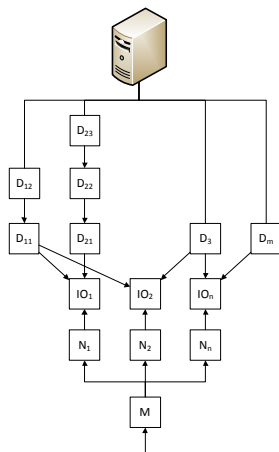 D23
D12 D22
D11 D21 D3 Dm
IO1 IO2 IOn
N1 N2 Nn
M